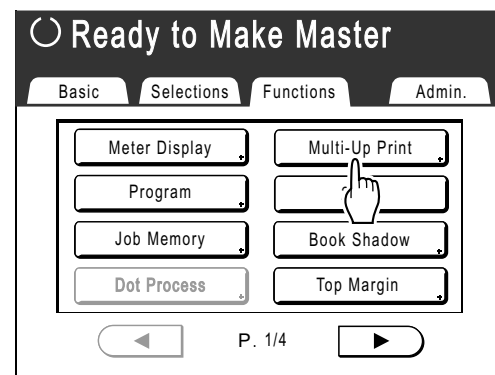 Ready to Make Master
Basic Selections Functions Admin.
Meter Display Multi-Up Print
Program
Job Memory Book Shadow
Dot Process Top Margin
P. 1/4